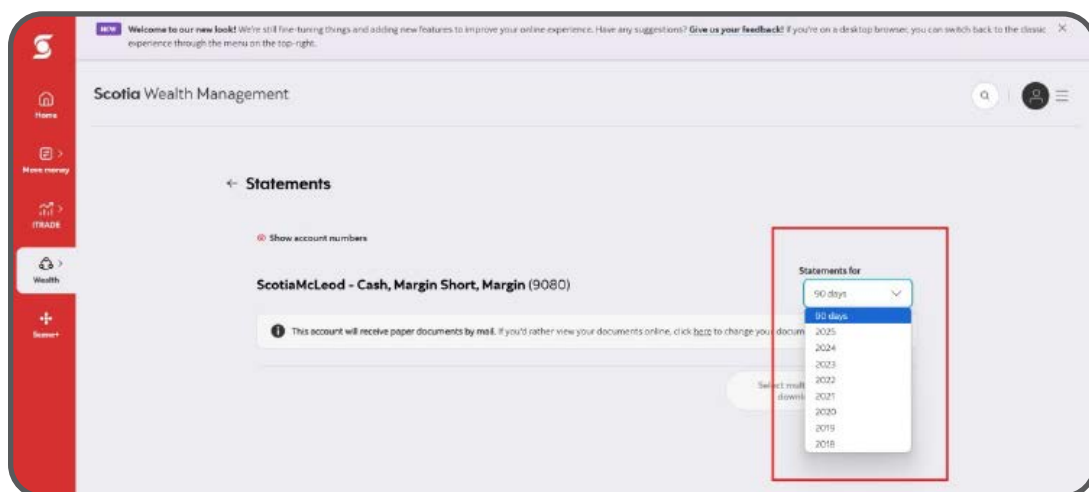 NEW Welcome to our new look! We're still fine-tuning things and adding new features to improve your online experience. Have any suggestions? Give us your feedback! If you're on a desktop browser, you can switch back to the classic
experience through the menu on the top-right.
Scotia Wealth Management
Home
Move money
iTRADE
Wealth
Scene+
← Statements
Show account numbers
ScotiaMcLeod - Cash, Margin Short, Margin (9080)
This account will receive paper documents by mail. If you'd rather view your documents online, click here to change your docum
Statements for
90 days
90 days
2025
2024
2023
2022
2021
2020
2019
2018
Select mult
downl